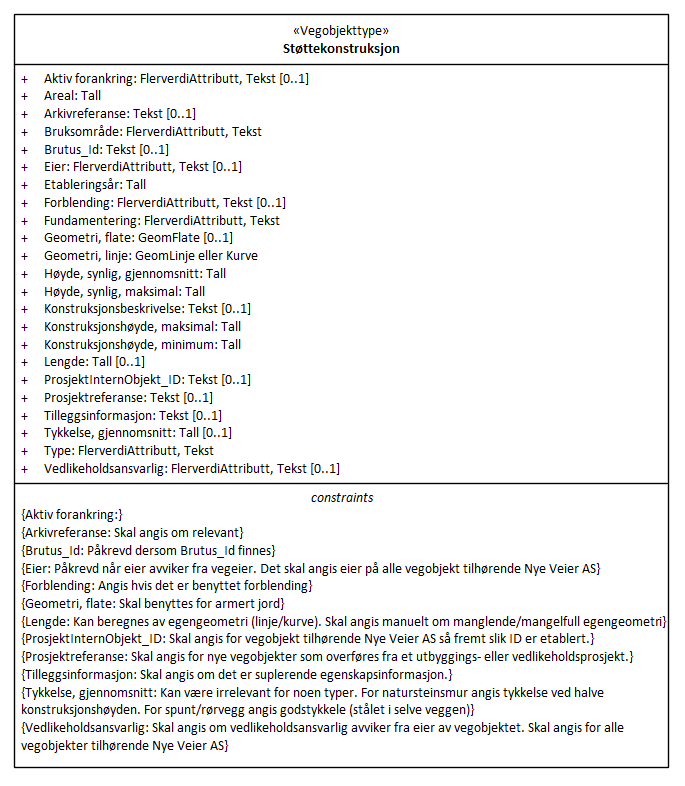 «Vegobjekttype»
Støttekonstruksjon
+ Aktiv forankring: FlerverdiAttributt, Tekst [0..1]
+ Areal: Tall
+ Arkivreferanse: Tekst [0..1]
+ Bruksområde: FlerverdiAttributt, Tekst
+ Brutus_Id: Tekst [0..1]
+ Eier: FlerverdiAttributt, Tekst [0..1]
+ Etableringsår: Tall
+ Forblending: FlerverdiAttributt, Tekst [0..1]
+ Fundamentering: FlerverdiAttributt, Tekst
+ Geometri, flate: GeomFlate [0..1]
+ Geometri, linje: GeomLinje eller Kurve
+ Høyde, synlig, gjennomsnitt: Tall
+ Høyde, synlig, maksimal: Tall
+ Konstruksjonsbeskrivelse: Tekst [0..1]
+ Konstruksjonshøyde, maksimal: Tall
+ Konstruksjonshøyde, minimum: Tall
+ Lengde: Tall [0..1]
+ ProsjektInternObjekt_ID: Tekst [0..1]
+ Prosjektreferanse: Tekst [0..1]
+ Tilleggsinformasjon: Tekst [0..1]
+ Tykkelse, gjennomsnitt: Tall [0..1]
+ Type: FlerverdiAttributt, Tekst
+ Vedlikeholdsansvarlig: FlerverdiAttributt, Tekst [0..1]
constraints
{Aktiv forankring:}
{Arkivreferanse: Skal angis om relevant}
{Brutus_Id: Påkrevd dersom Brutus_Id finnes}
{Eier: Påkrevd når eier avviker fra vegeier. Det skal angis eier på alle vegobjekt tilhørende Nye Veier AS}
{Forblending: Angis hvis det er benyttet forblending}
{Geometri, flate: Skal benyttes for armert jord}
{Lengde: Kan beregnes av egengeometri (linje/kurve). Skal angis manuelt om manglende/mangelfull egengeometri}
{ProsjektInternObjekt_ID: Skal angis for vegobjekt tilhørende Nye Veier AS så fremt slik ID er etablert.}
{Prosjektreferanse: Skal angis for nye vegobjekter som overføres fra et utbyggings- eller vedlikeholdsprosjekt.}
{Tilleggsinformasjon: Skal angis om det er suplerende egenskapsinformasjon.}
{Tykkelse, gjennomsnitt: Kan være irrelevant for noen typer. For natursteinsmur angis tykkelse ved halve
konstruksjonshøyden. For spunt/rørvegg angis godstykkele (stålet i selve veggen)}
{Vedlikeholdsansvarlig: Skal angis om vedlikeholdsansvarlig avviker fra eier av vegobjektet. Skal angis for alle
vegobjekter tilhørende Nye Veier AS}